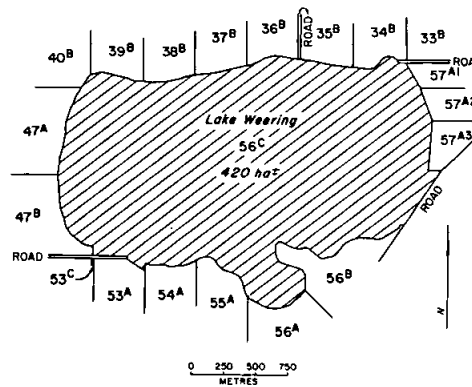 40ᴮ 39ᴮ 38ᴮ 37ᴮ 36ᴮ ROAD 35ᴮ 34ᴮ 33ᴮ
ROAD
57ᴬ¹
57ᴬ²
57ᴬ³
47ᴬ
Lake Weering
56ᶜ
420 ha±
47ᴮ
ROAD
ROAD
53ᶜ
53ᴬ 54ᴬ 55ᴬ 56ᴬ 56ᴮ
N
0 250 500 750
METRES